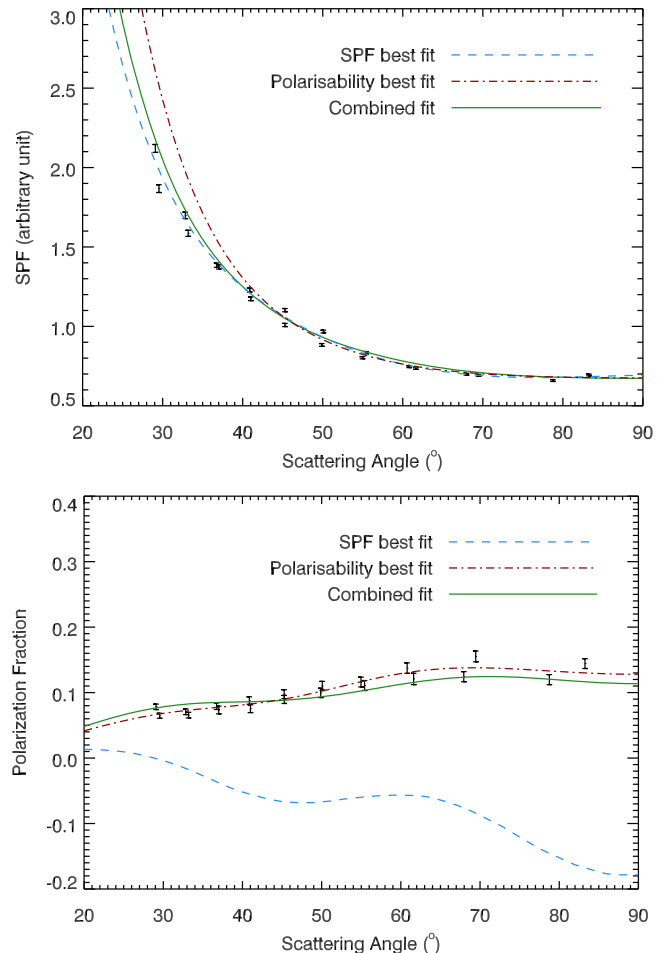 3.0
2.5
2.0
1.5
1.0
0.5
SPF (arbitrary unit)
SPF best fit
Polarisability best fit
Combined fit
20 30 40 50 60 70 80 90
Scattering Angle (°)
0.4
0.3
0.2
0.1
0.0
-0.1
-0.2
Polarization Fraction
SPF best fit
Polarisability best fit
Combined fit
20 30 40 50 60 70 80 90
Scattering Angle (°)